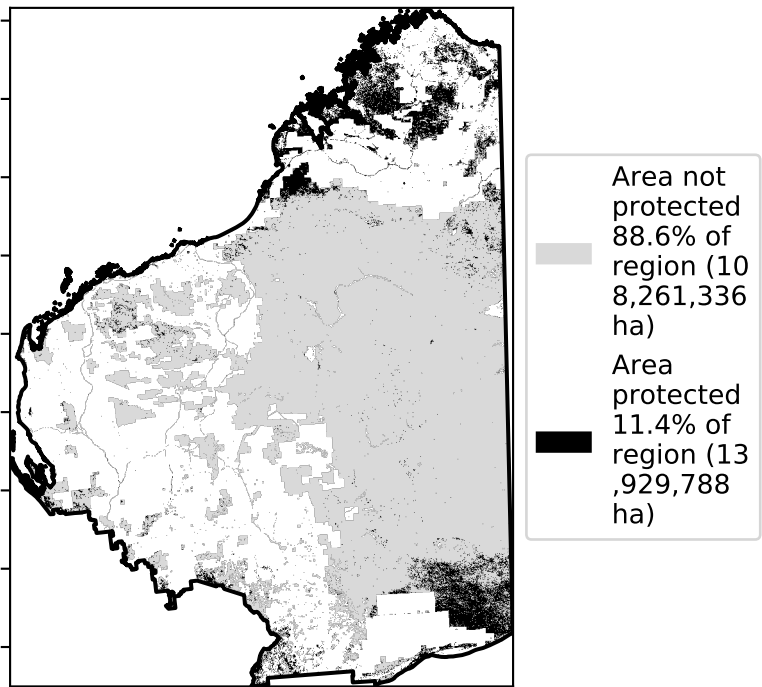 Area not
protected
88.6% of
region (10
8,261,336
ha)
Area
protected
11.4% of
region (13
,929,788
ha)